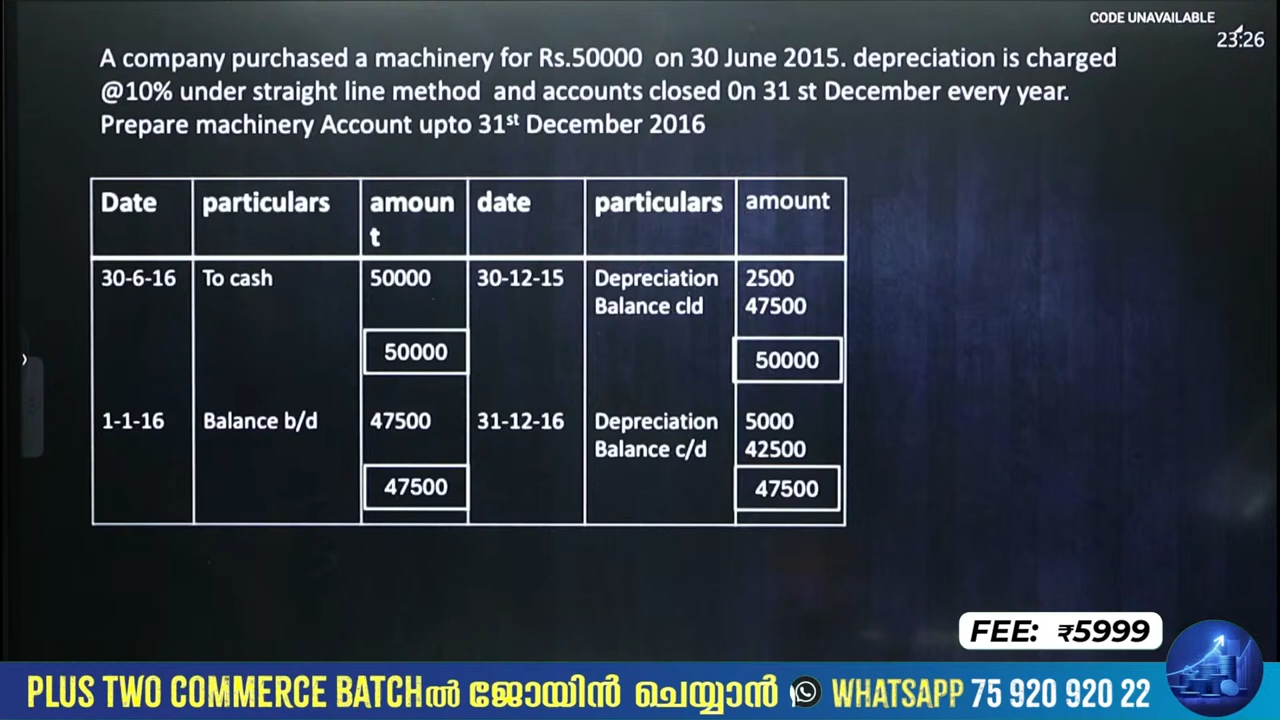 CODE UNAVAILABLE
23:26
A company purchased a machinery for Rs.50000 on 30 June 2015. depreciation is charged
@10% under straight line method and accounts closed 0n 31 st December every year.
Prepare machinery Account upto 31st December 2016
Date particulars amoun date particulars amount
t
30-6-16 To cash 50000 30-12-15 Depreciation 2500
Balance cld 47500
50000 50000
1-1-16 Balance b/d 47500 31-12-16 Depreciation 5000
Balance c/d 42500
47500 47500
FEE: ₹5999
PLUS TWO COMMERCE BATCHൽ ജോയിൻ ചെയ്യാൻ WHATSAPP 75 920 920 22